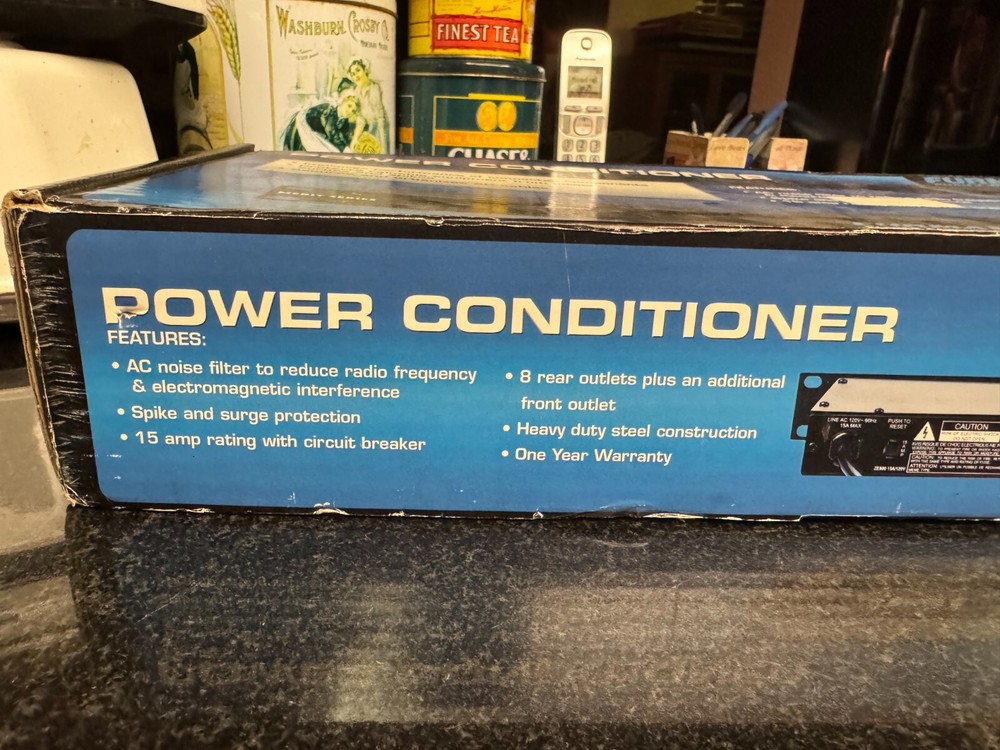 WASHBURN, CROSBY CO.
FINEST TEA
CHASE &
Panasonic
POWER CONDITIONER
POWER CONDITIONER
FEATURES:
• AC noise filter to reduce radio frequency
& electromagnetic interference
• Spike and surge protection
• 15 amp rating with circuit breaker
• 8 rear outlets plus an additional
front outlet
• Heavy duty steel construction
• One Year Warranty
LINE AC 120V~ 60Hz
15A MAX
PUSH TO
RESET
CAUTION